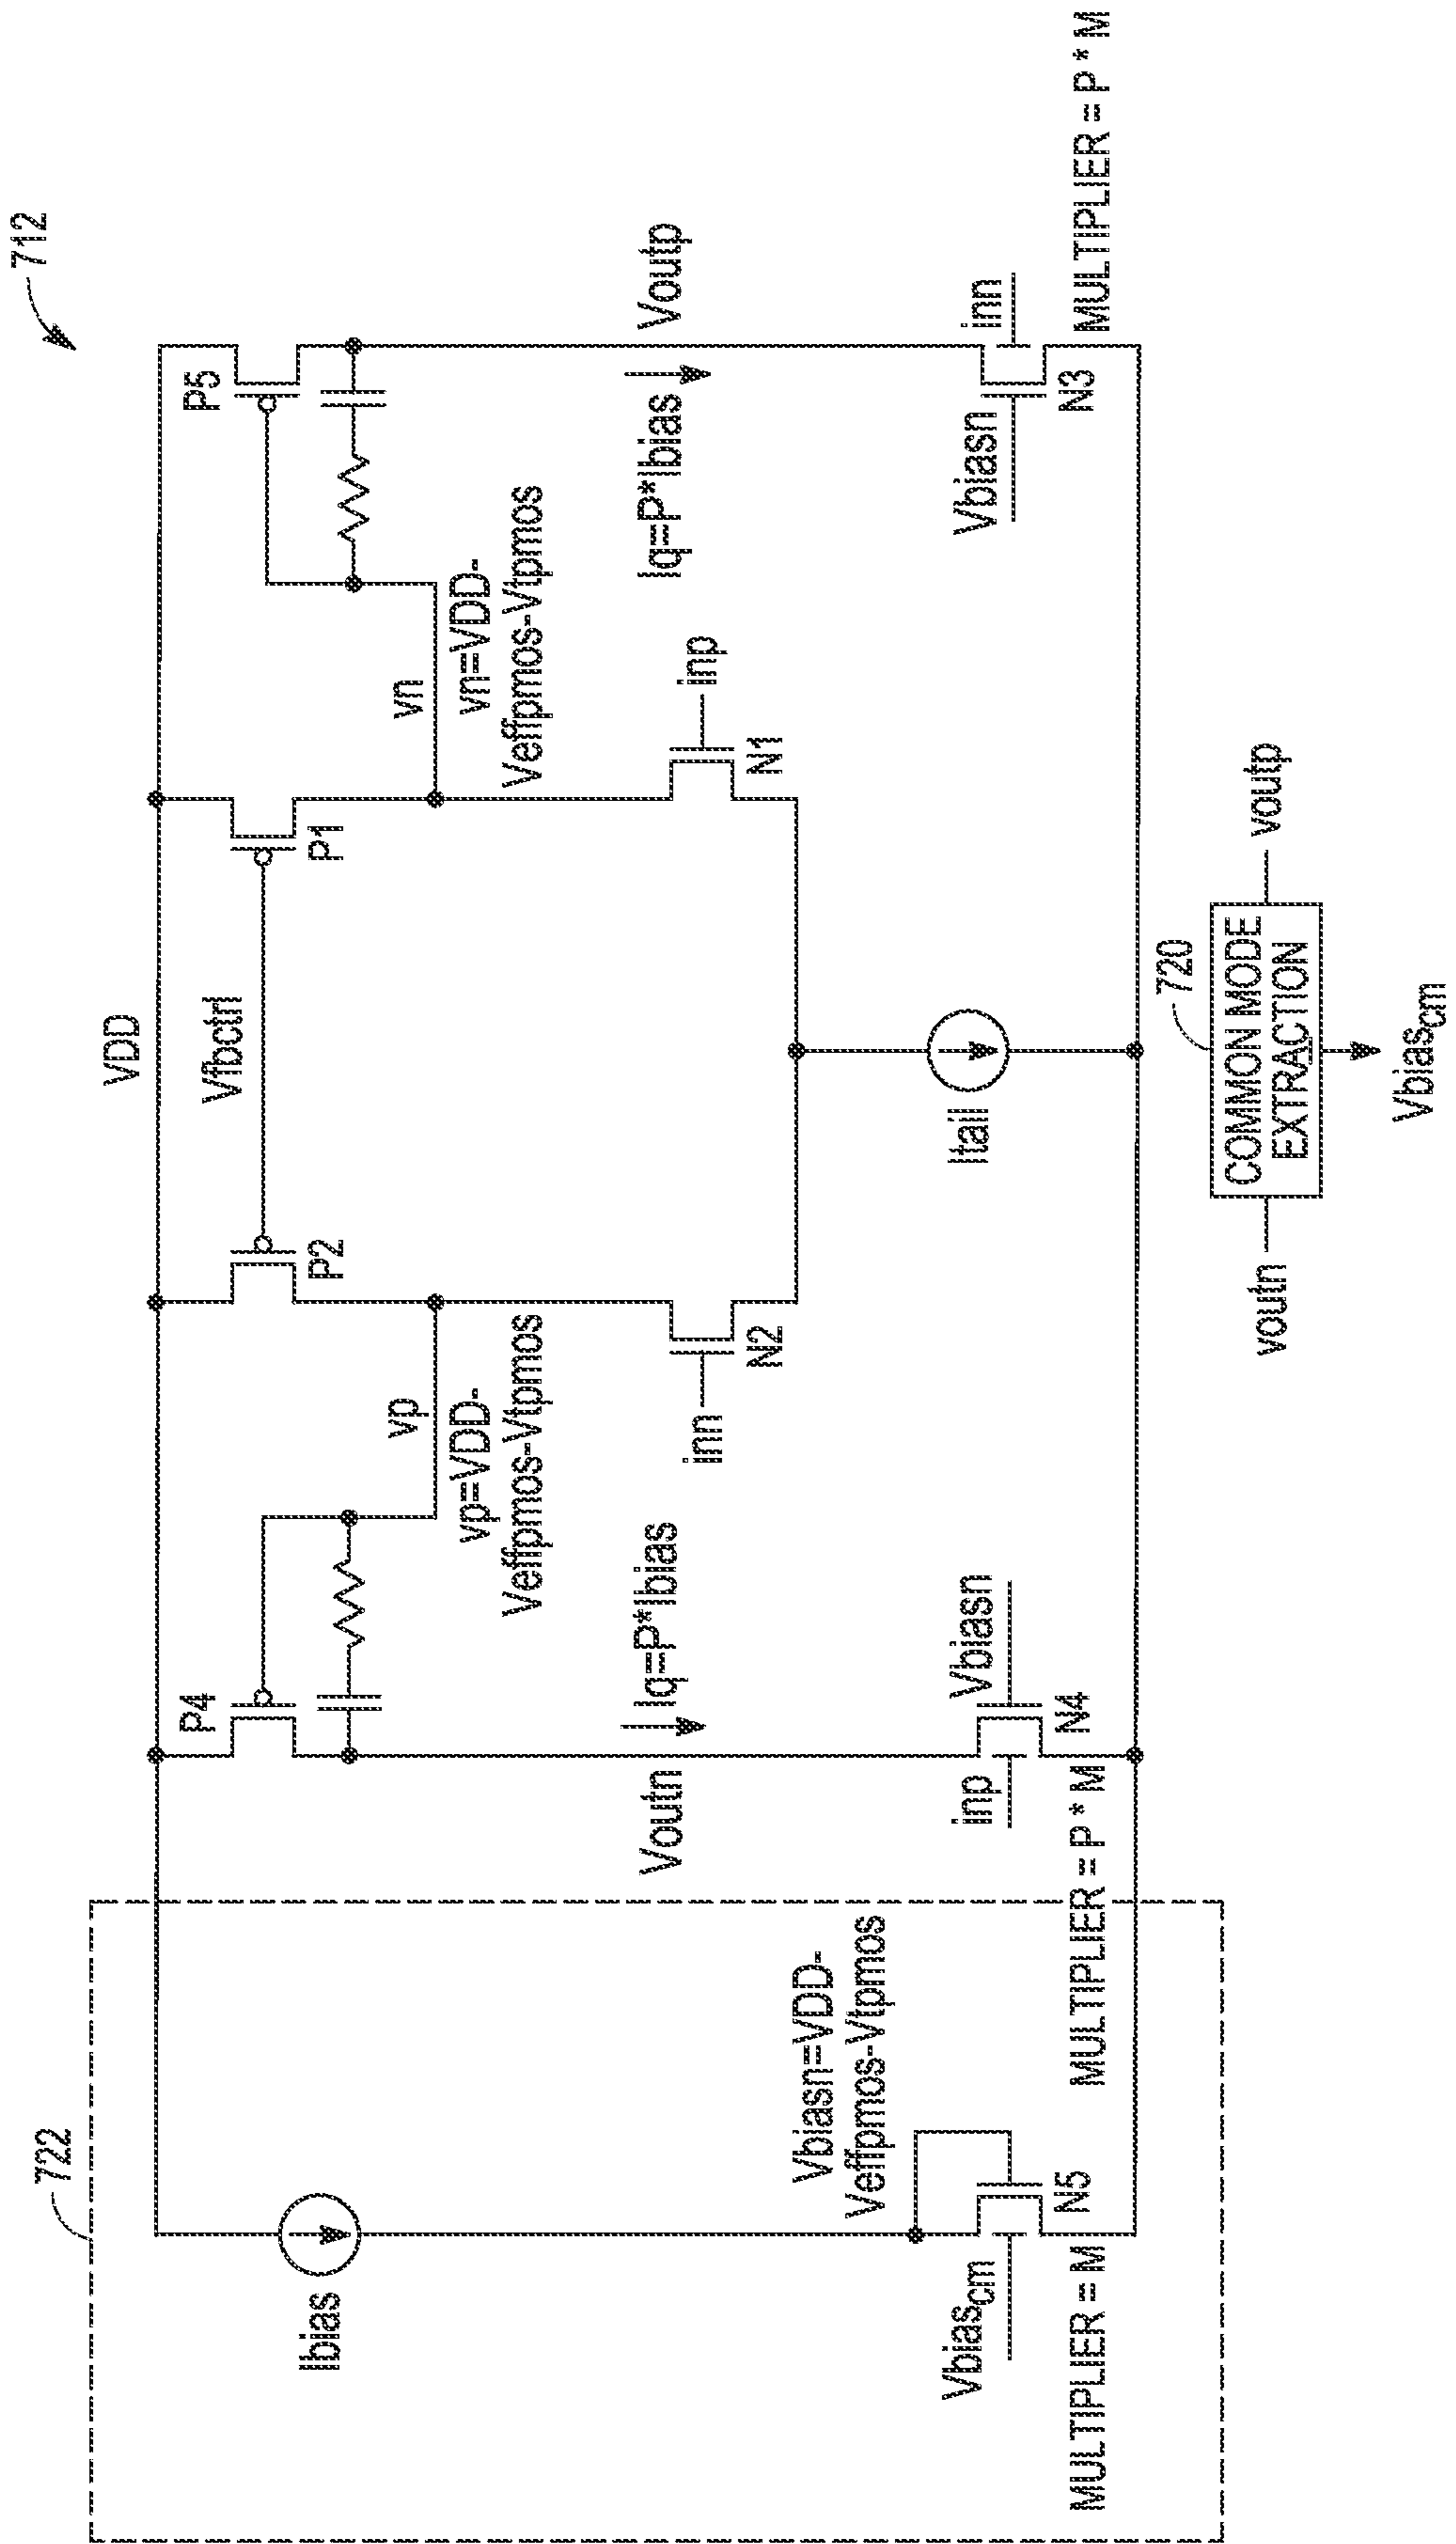 712
722
VDD
Vfbctrl
P4
P2
P1
P5
Ibias
vp
vp=VDD-
Veffpmos-Vtpmos
vn
vn=VDD-
Veffpmos-Vtpmos
Voutn
Iq=P*Ibias
inn
N2
N1
inp
Iq=P*Ibias
Voutp
Vbiasn=VDD-
Veffpmos-Vtpmos
Vbiascm
N5
MULTIPLIER = M
inp
Vbiasn
N4
MULTIPLIER = P * M
Itail
Vbiasn
inn
N3
MULTIPLIER = P * M
720
voutn
COMMON MODE
EXTRACTION
voutp
Vbiascm